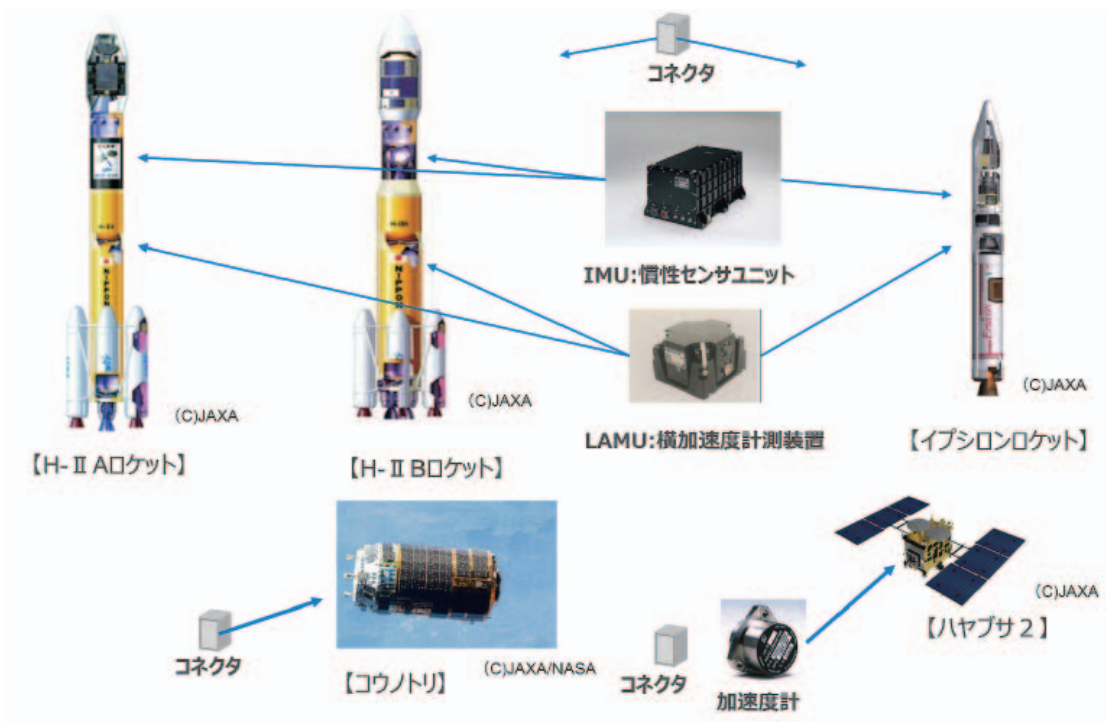 コネクタ
IMU:慣性センサユニット
NIPPON
NIPPON
(C)JAXA
(C)JAXA
(C)JAXA
LAMU:横加速度計測装置
【H-ⅡAロケット】
【H-ⅡBロケット】
【イプシロンロケット】
(C)JAXA
【ハヤブサ２】
コネクタ
【コウノトリ】
(C)JAXA/NASA
コネクタ
加速度計